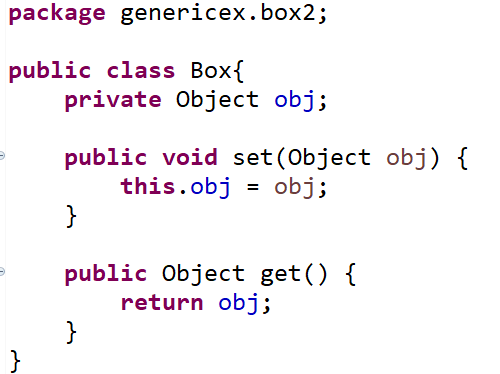 package genericex.box2;
public class Box{
    private Object obj;
    public void set(Object obj) {
        this.obj = obj;
    }
    public Object get() {
        return obj;
    }
}